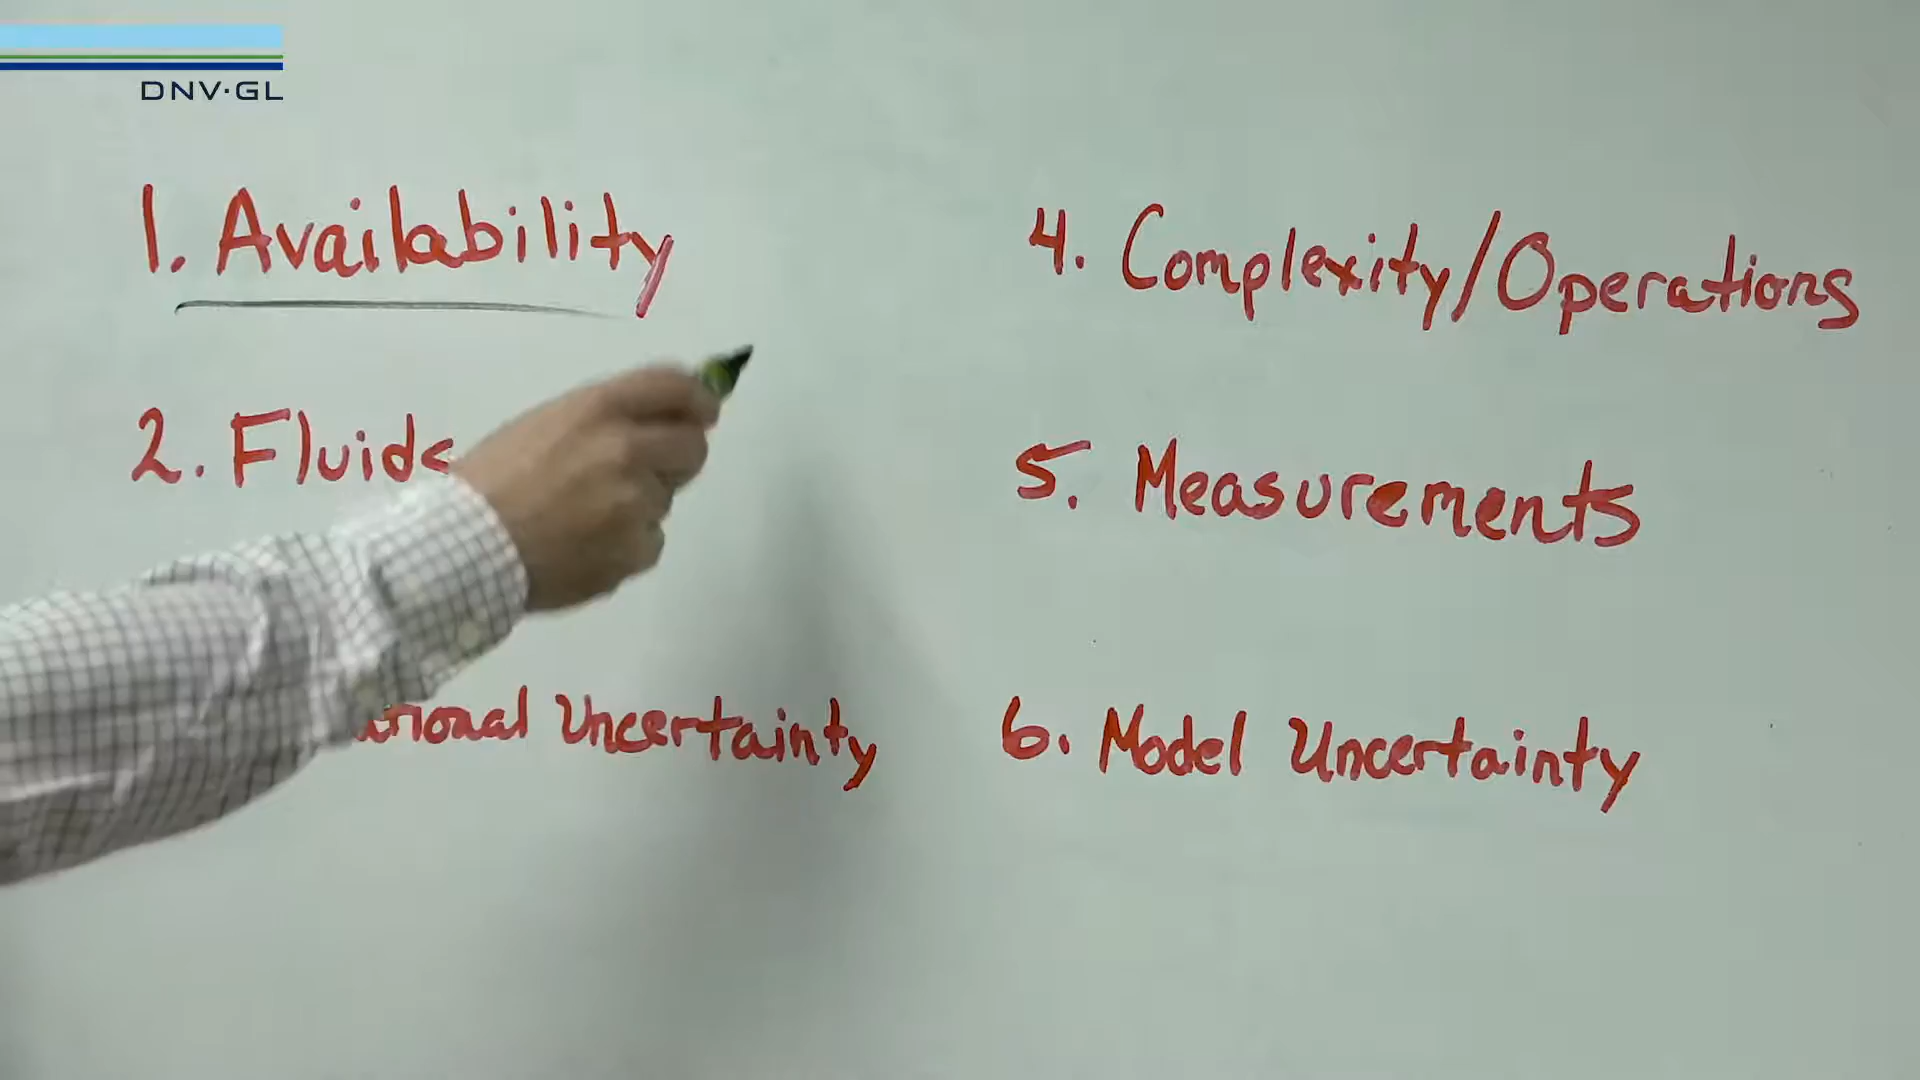 DNV·GL
1. Availability
2. Fluids
Uncertainty
4. Complexity/Operations
5. Measurements
6. Model Uncertainty